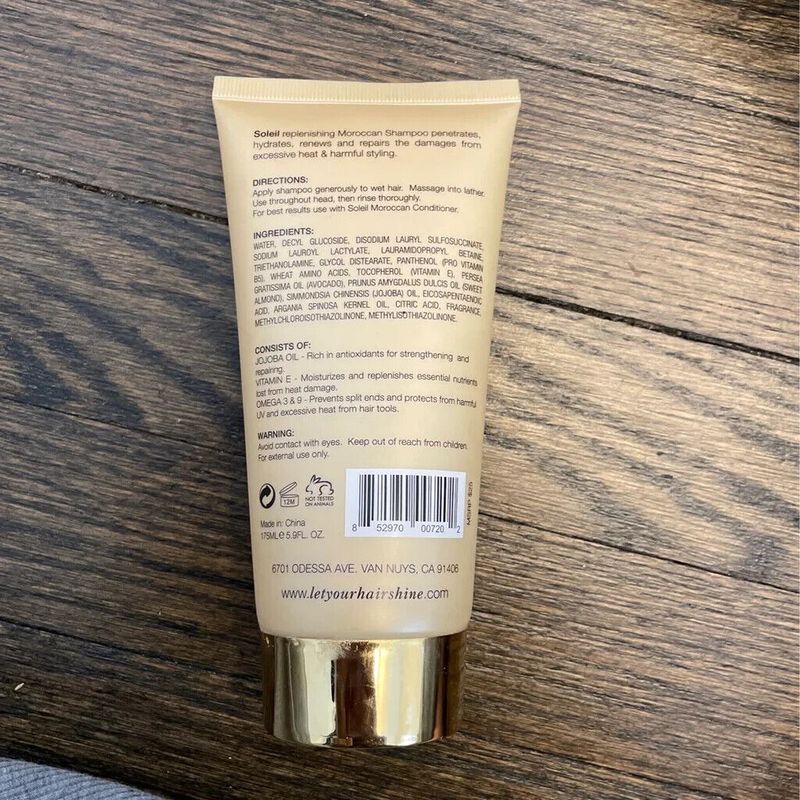 Soleil replenishing Moroccan Shampoo penetrates,
hydrates, renews and repairs the damages from
excessive heat & harmful styling.
DIRECTIONS:
Apply shampoo generously to wet hair. Massage into lather.
Use throughout head, then rinse thoroughly.
For best results use with Soleil Moroccan Conditioner.
INGREDIENTS:
WATER, DECYL GLUCOSIDE, DISODIUM LAURYL SULFOSUCCINATE,
SODIUM LAUROYL LACTYLATE, LAURAMIDOPROPYL BETAINE,
TRIETHANOLAMINE, GLYCOL DISTEARATE, PANTHENOL (PRO VITAMIN
B5). WHEAT AMINO ACIDS, TOCOPHEROL (VITAMIN E), PERSEA
GRATISSIMA OIL (AVOCADO), PRUNUS AMYGDALUS DULCIS OIL (SWEET
ALMOND), SIMMONDSIA CHINENSIS (JOJOBA) OIL, EICOSAPENTAENOIC
ACID, ARGANIA SPINOSA KERNEL OIL, CITRIC ACID, FRAGRANCE,
METHYLCHLOROISOTHIAZOLINONE, METHYLISOTHIAZOLINONE.
CONSISTS OF:
JOJOBA OIL - Rich in antioxidants for strengthening and
repairing.
VITAMIN E - Moisturizes and replenishes essential nutrients
lost from heat damage.
OMEGA 3 & 9 - Prevents split ends and protects from harmful
UV and excessive heat from hair tools.
WARNING:
Avoid contact with eyes. Keep out of reach from children.
For external use only.
12M
NOT TESTED
ON ANIMALS
8 52970 00720 2
MSRP $25
Made in: China
175ML℮ 5.9FL. OZ.
6701 ODESSA AVE. VAN NUYS, CA 91406
www.letyourhairshine.com